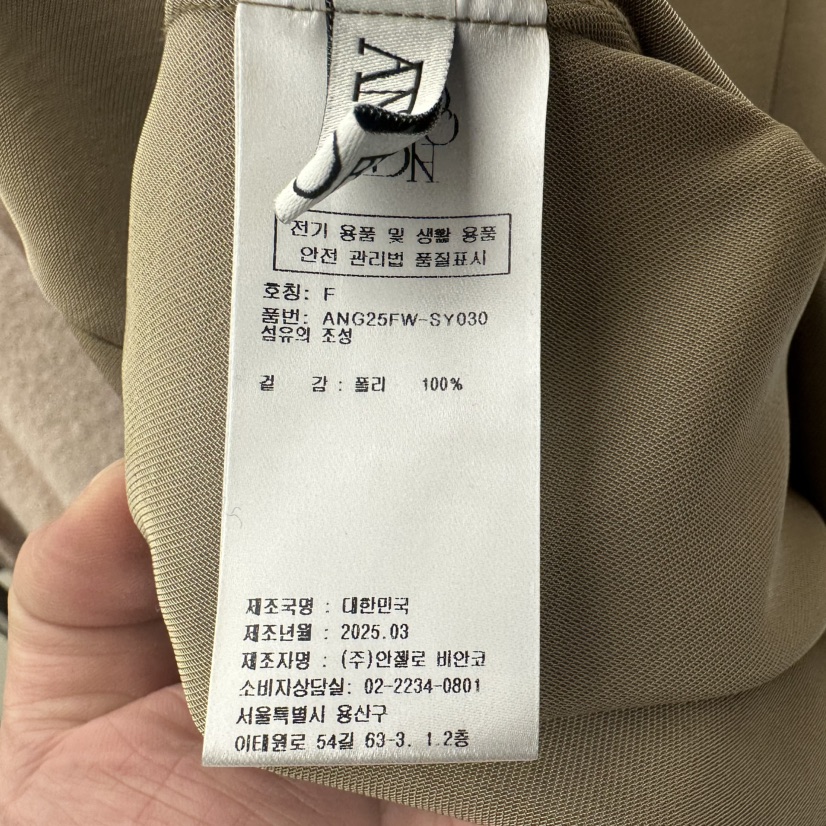 전기 용품 및 생활 용품
안전 관리법 품질표시
호칭: F
품번: ANG25FW-SY030
섬유의 조성
겉 감 : 폴리 100%
제조국명 : 대한민국
제조년월 : 2025.03
제조자명 : (주)안젤로 비안코
소비자상담실: 02-2234-0801
서울특별시 용산구
이태원로 54길 63-3. 1.2층